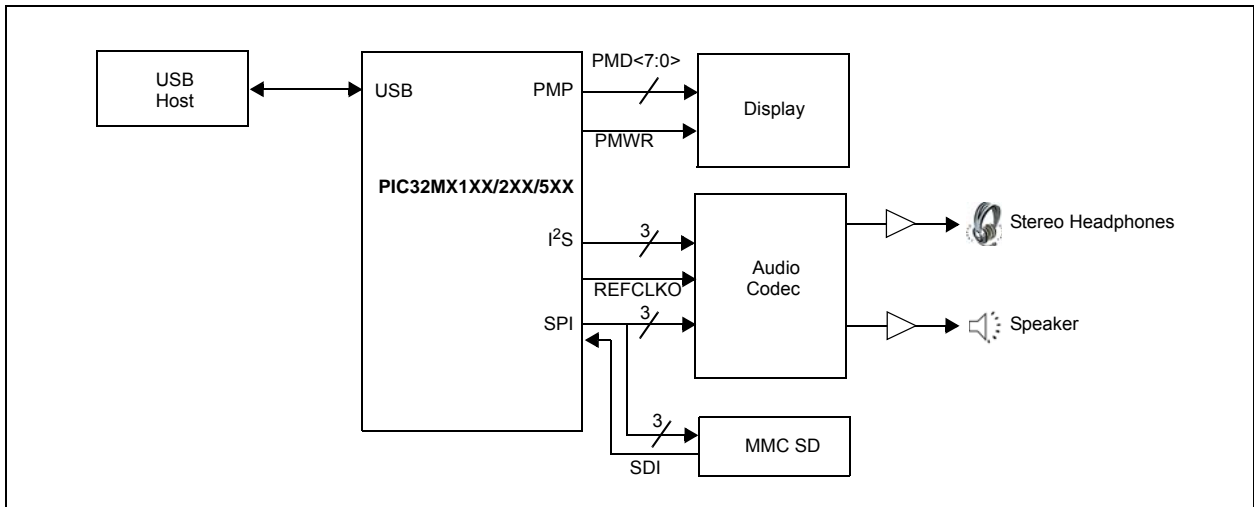 USB
Host
USB
PMP
PMD<7:0>
PMWR
Display
PIC32MX1XX/2XX/5XX
I²S
3
REFCLKO
SPI
3
Audio
Codec
Stereo Headphones
Speaker
3
SDI
MMC SD